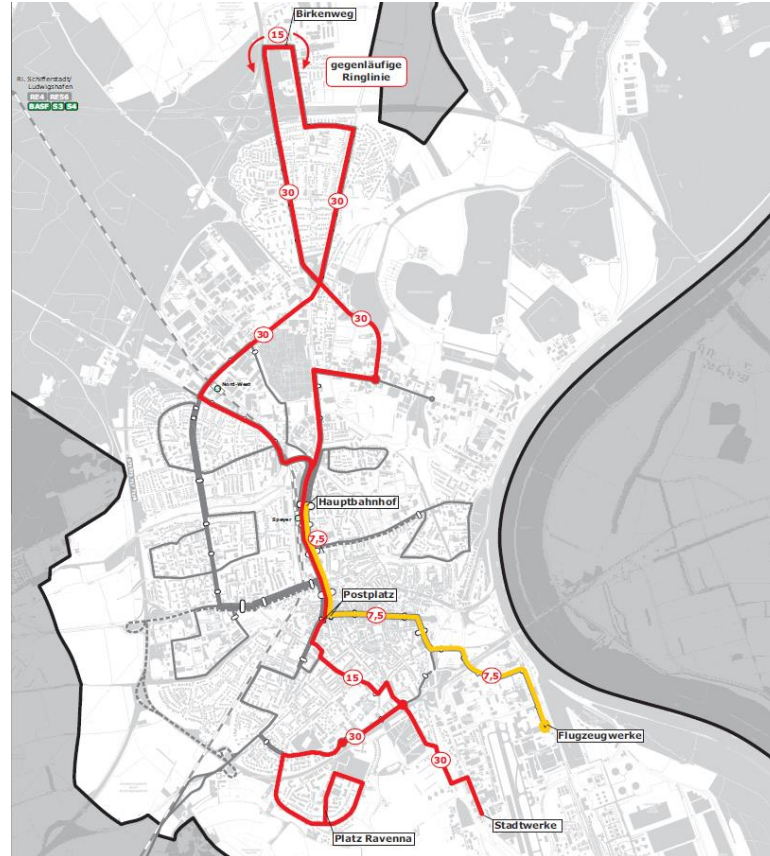 Birkenweg
15
gegenläufige
Ringlinie
Ri. Schifferstadt/
Ludwigshafen
RE4 RE56
BASF S3 S4
30
30
30
30
Nord-West
Hauptbahnhof
Speyer
7,5
Postplatz
7,5
7,5
15
30
30
Flugzeugwerke
Stadtwerke
Platz Ravenna